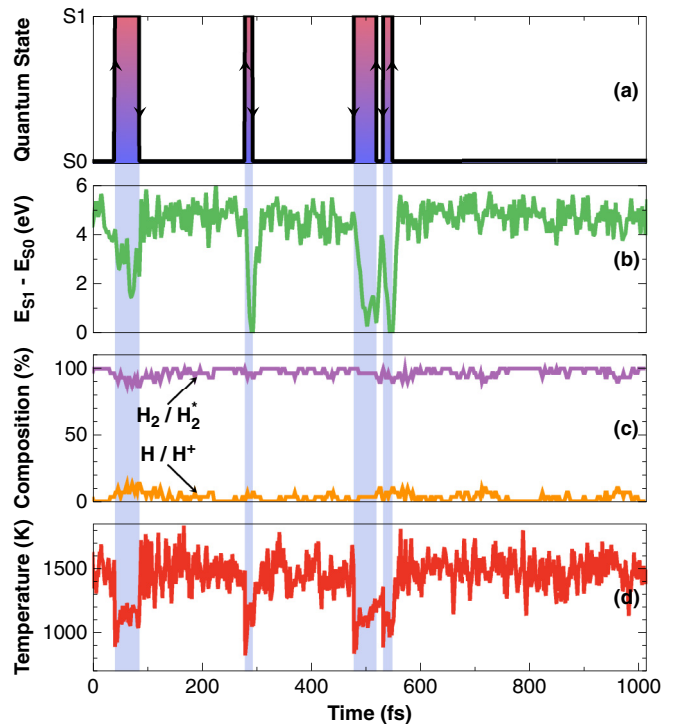 S1
Quantum State
(a)
S0
6
4
2
0
E_S1 - E_S0 (eV)
(b)
100
50
0
Composition (%)
H₂ / H₂*
H / H⁺
(c)
1500
1000
Temperature (K)
(d)
0 200 400 600 800 1000
Time (fs)